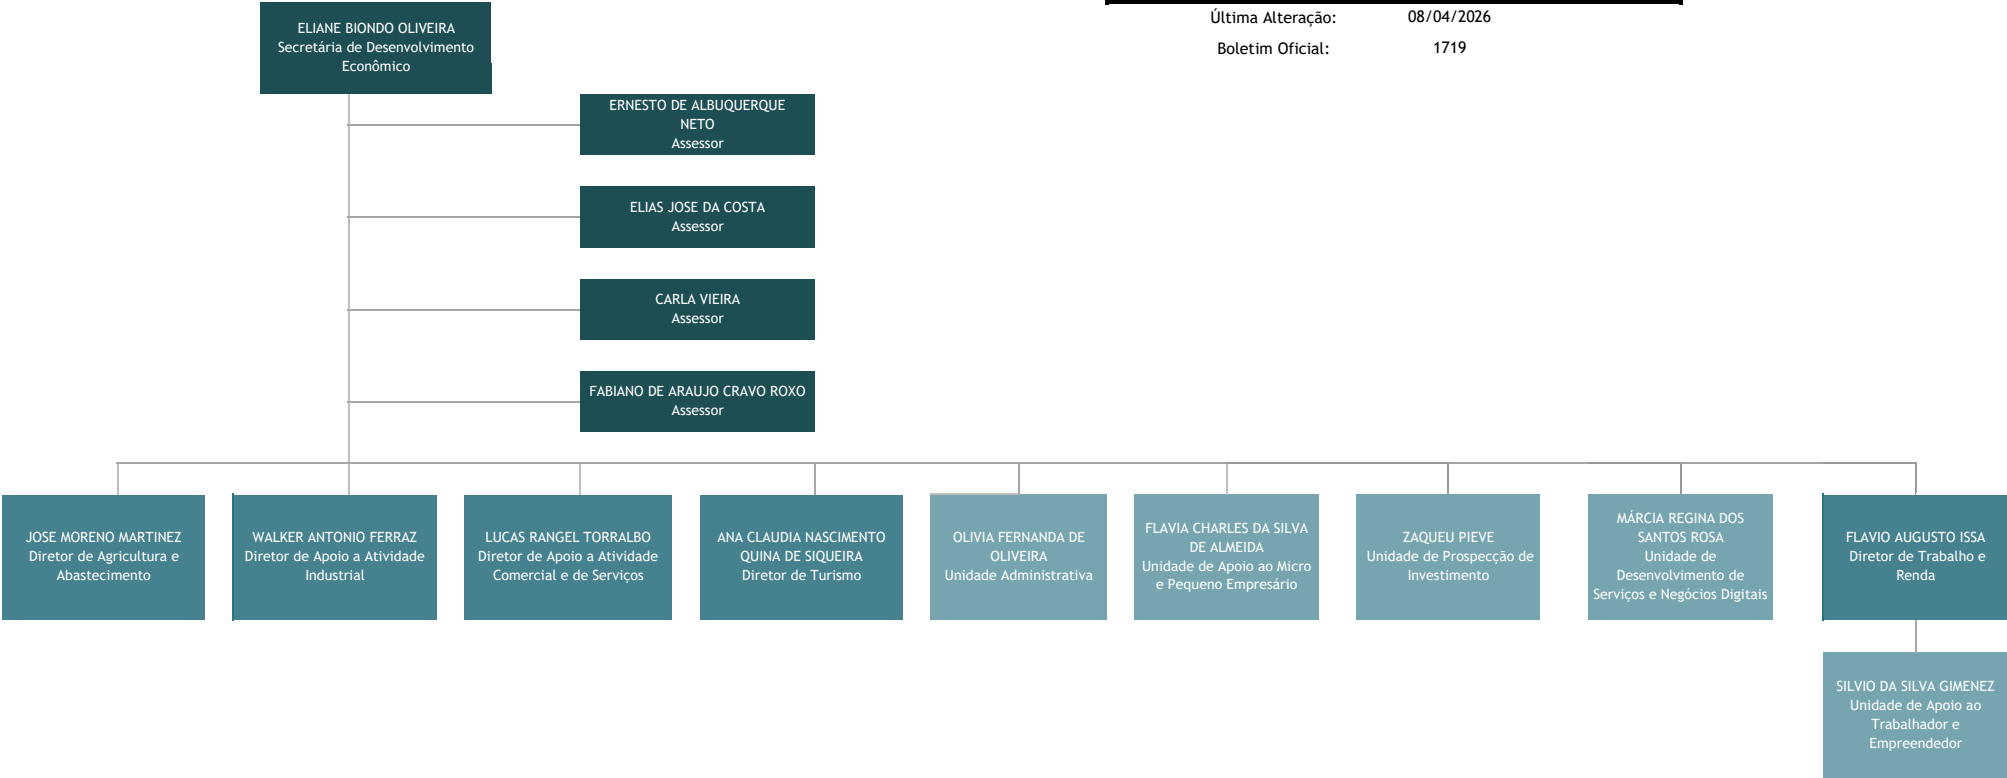 ELIANE BIONDO OLIVEIRA
Secretária de Desenvolvimento
Econômico
Última Alteração: 08/04/2026
Boletim Oficial: 1719
ERNESTO DE ALBUQUERQUE
NETO
Assessor
ELIAS JOSE DA COSTA
Assessor
CARLA VIEIRA
Assessor
FABIANO DE ARAUJO CRAVO ROXO
Assessor
JOSE MORENO MARTINEZ
Diretor de Agricultura e
Abastecimento
WALKER ANTONIO FERRAZ
Diretor de Apoio a Atividade
Industrial
LUCAS RANGEL TORRALBO
Diretor de Apoio a Atividade
Comercial e de Serviços
ANA CLAUDIA NASCIMENTO
QUINA DE SIQUEIRA
Diretor de Turismo
OLIVIA FERNANDA DE
OLIVEIRA
Unidade Administrativa
FLAVIA CHARLES DA SILVA
DE ALMEIDA
Unidade de Apoio ao Micro
e Pequeno Empresário
ZAQUEU PIEVE
Unidade de Prospecção de
Investimento
MÁRCIA REGINA DOS
SANTOS ROSA
Unidade de
Desenvolvimento de
Serviços e Negócios Digitais
FLAVIO AUGUSTO ISSA
Diretor de Trabalho e
Renda
SILVIO DA SILVA GIMENEZ
Unidade de Apoio ao
Trabalhador e
Empreendedor